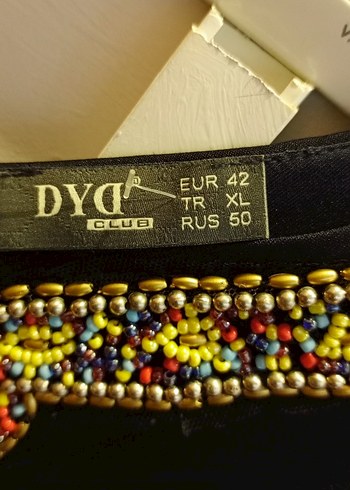 DYD
CLUB
EUR 42
TR XL
RUS 50